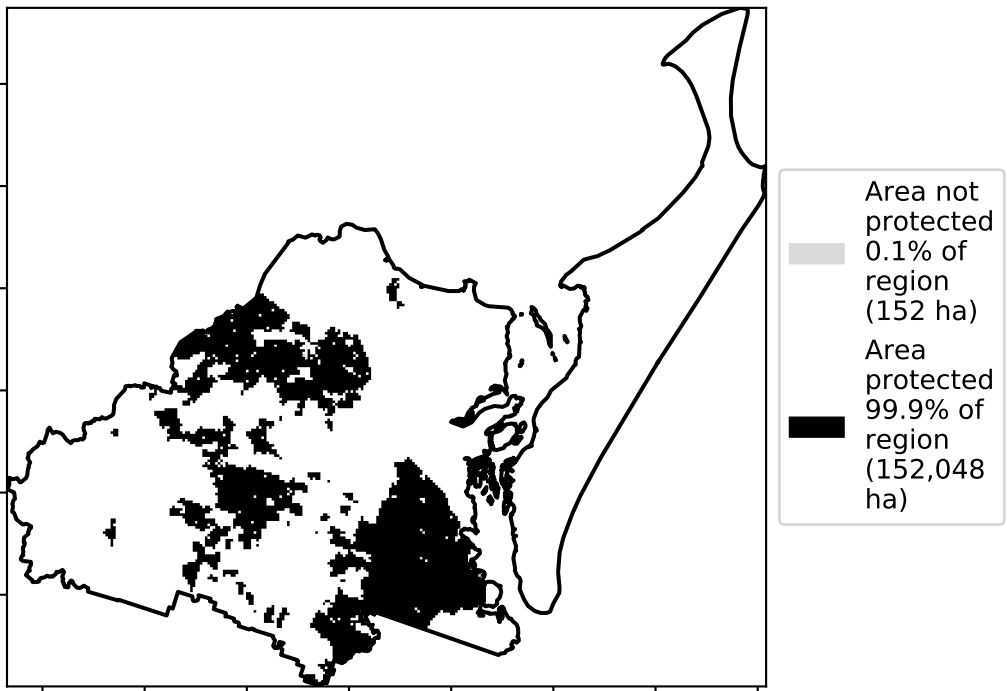 Area not
protected
0.1% of
region
(152 ha)
Area
protected
99.9% of
region
(152,048
ha)